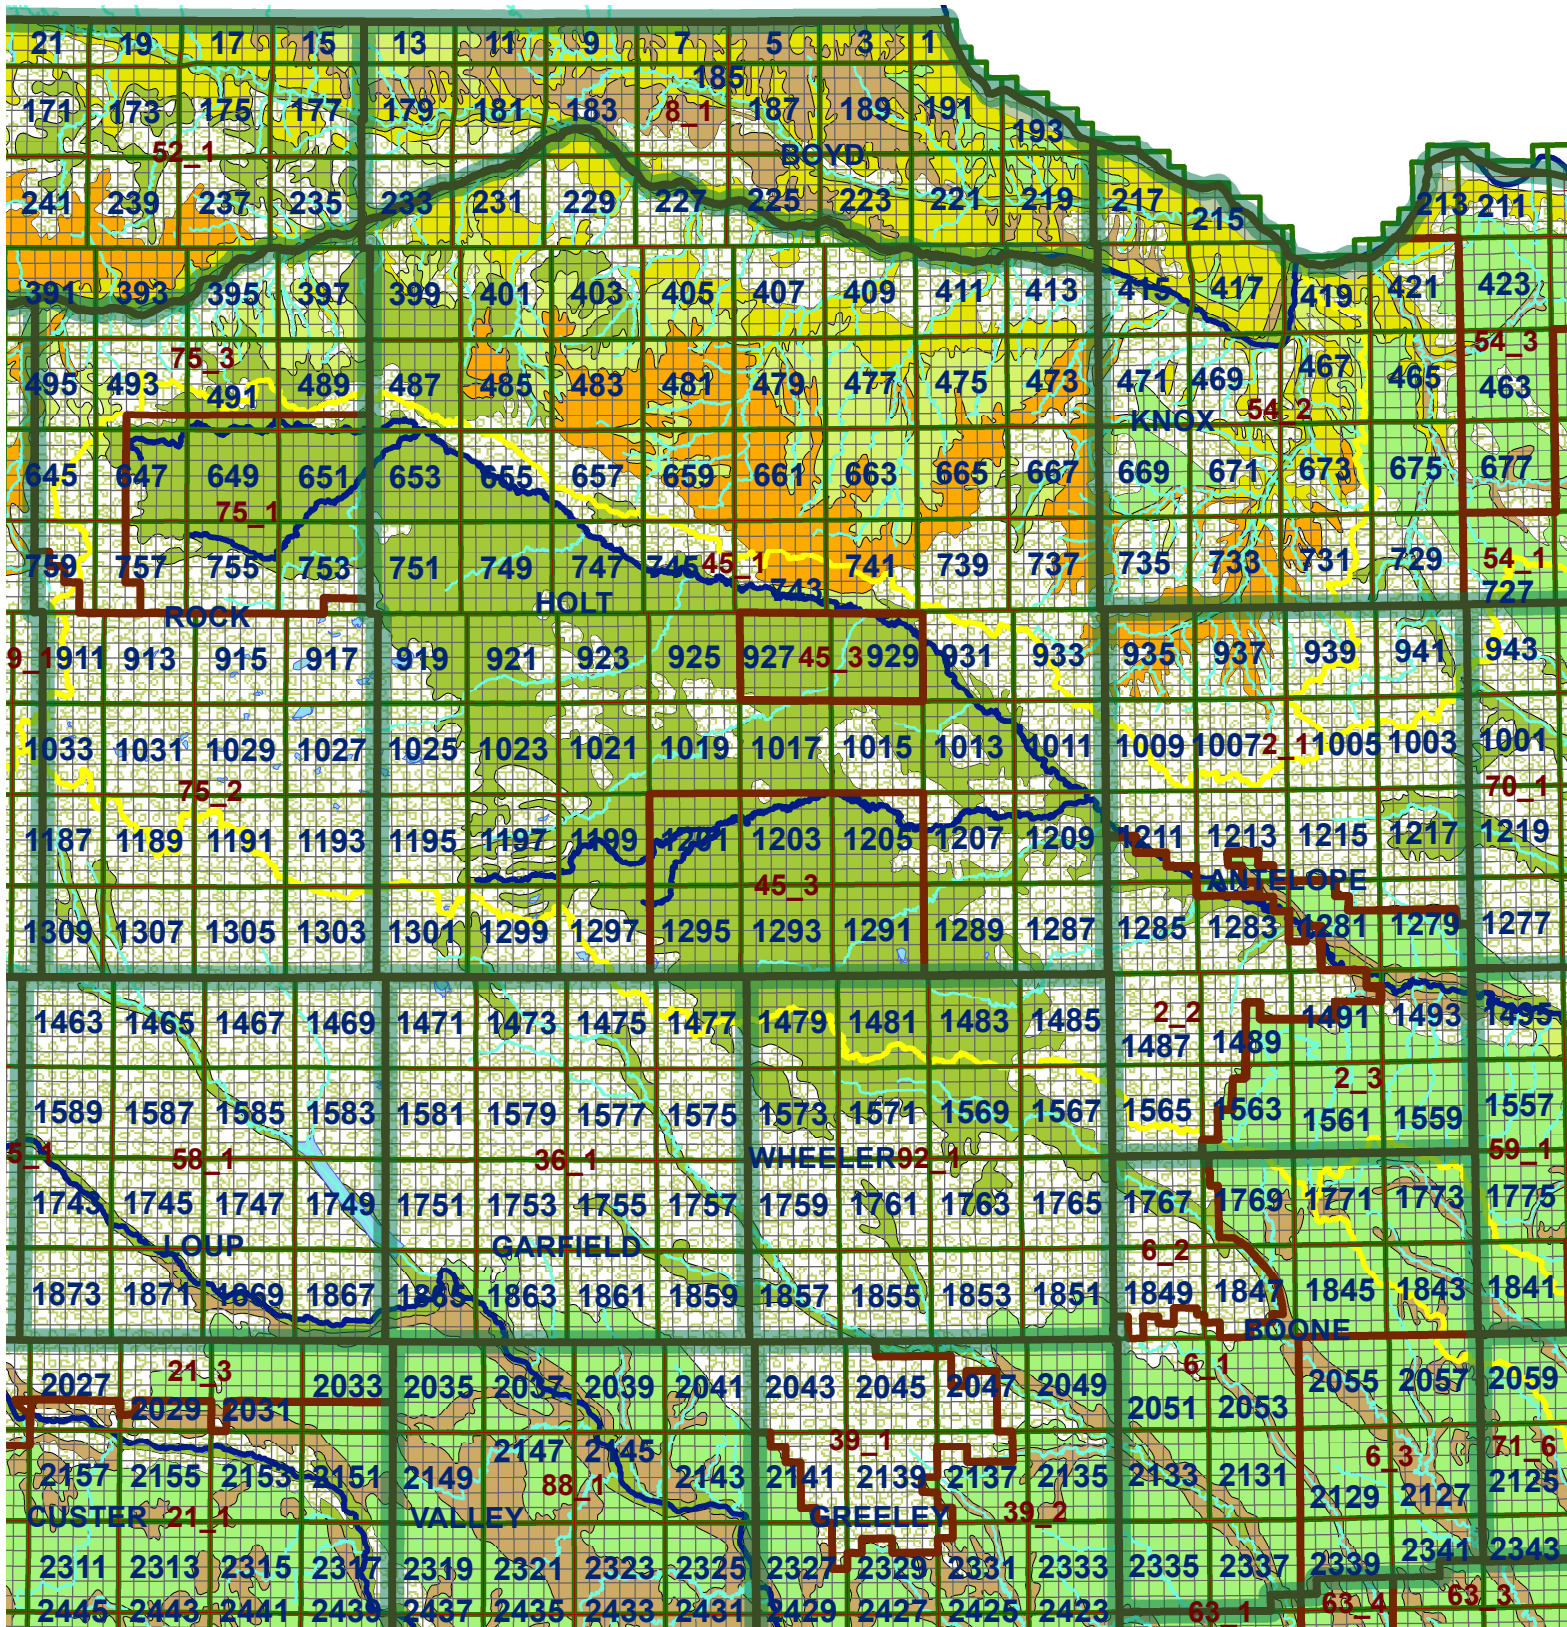 21 19 17 15 13 11 9 7 5 3 1
185
171 173 175 177 179 181 183 8_1 187 189 191
193
52_1 BOYD
241 239 237 235 233 231 229 227 225 223 221 219 217 213 211
215
391 393 395 397 399 401 403 405 407 409 411 413 415 417 419 421 423
75_3 54_3
495 493 491 489 487 485 483 481 479 477 475 473 471 469 467 465 463
KNOX 54_2
645 647 649 651 653 655 657 659 661 663 665 667 669 671 673 675 677
75_1
759 757 755 753 751 749 747 745 45_1 741 739 737 735 733 731 729 54_1
743 727
ROCK HOLT
9_1 911 913 915 917 919 921 923 925 927 45_3 929 931 933 935 937 939 941 943
1033 1031 1029 1027 1025 1023 1021 1019 1017 1015 1013 1011 1009 1007 2_1 1005 1003 1001
75_2 70_1
1187 1189 1191 1193 1195 1197 1199 1201 1203 1205 1207 1209 1211 1213 1215 1217 1219
45_3 ANTELOPE
1309 1307 1305 1303 1301 1299 1297 1295 1293 1291 1289 1287 1285 1283 1281 1279 1277
2_2
1463 1465 1467 1469 1471 1473 1475 1477 1479 1481 1483 1485 1491 1493 1495
1487 1489
2_3
1589 1587 1585 1583 1581 1579 1577 1575 1573 1571 1569 1567 1565 1563 1561 1559 1557
5_1 58_1 36_1 WHEELER 92_1 59_1
1743 1745 1747 1749 1751 1753 1755 1757 1759 1761 1763 1765 1767 1769 1771 1773 1775
LOUP GARFIELD 6_2
1873 1871 1869 1867 1865 1863 1861 1859 1857 1855 1853 1851 1849 1847 1845 1843 1841
BOONE
21_3 6_1
2027 2033 2035 2037 2039 2041 2043 2045 2047 2049 2055 2057 2059
2029 2031 2051 2053
39_1 6_3 71_6
2157 2155 2153 2151 2149 2147 2145 2143 2141 2139 2137 2135 2133 2131 2129 2127 2125
88_1
CUSTER 21_1 VALLEY GREELEY 39_2
2311 2313 2315 2317 2319 2321 2323 2325 2327 2329 2331 2333 2335 2337 2339 2341 2343
2445 2443 2441 2439 2437 2435 2433 2431 2429 2427 2425 2423 63_1 63_4 63_3